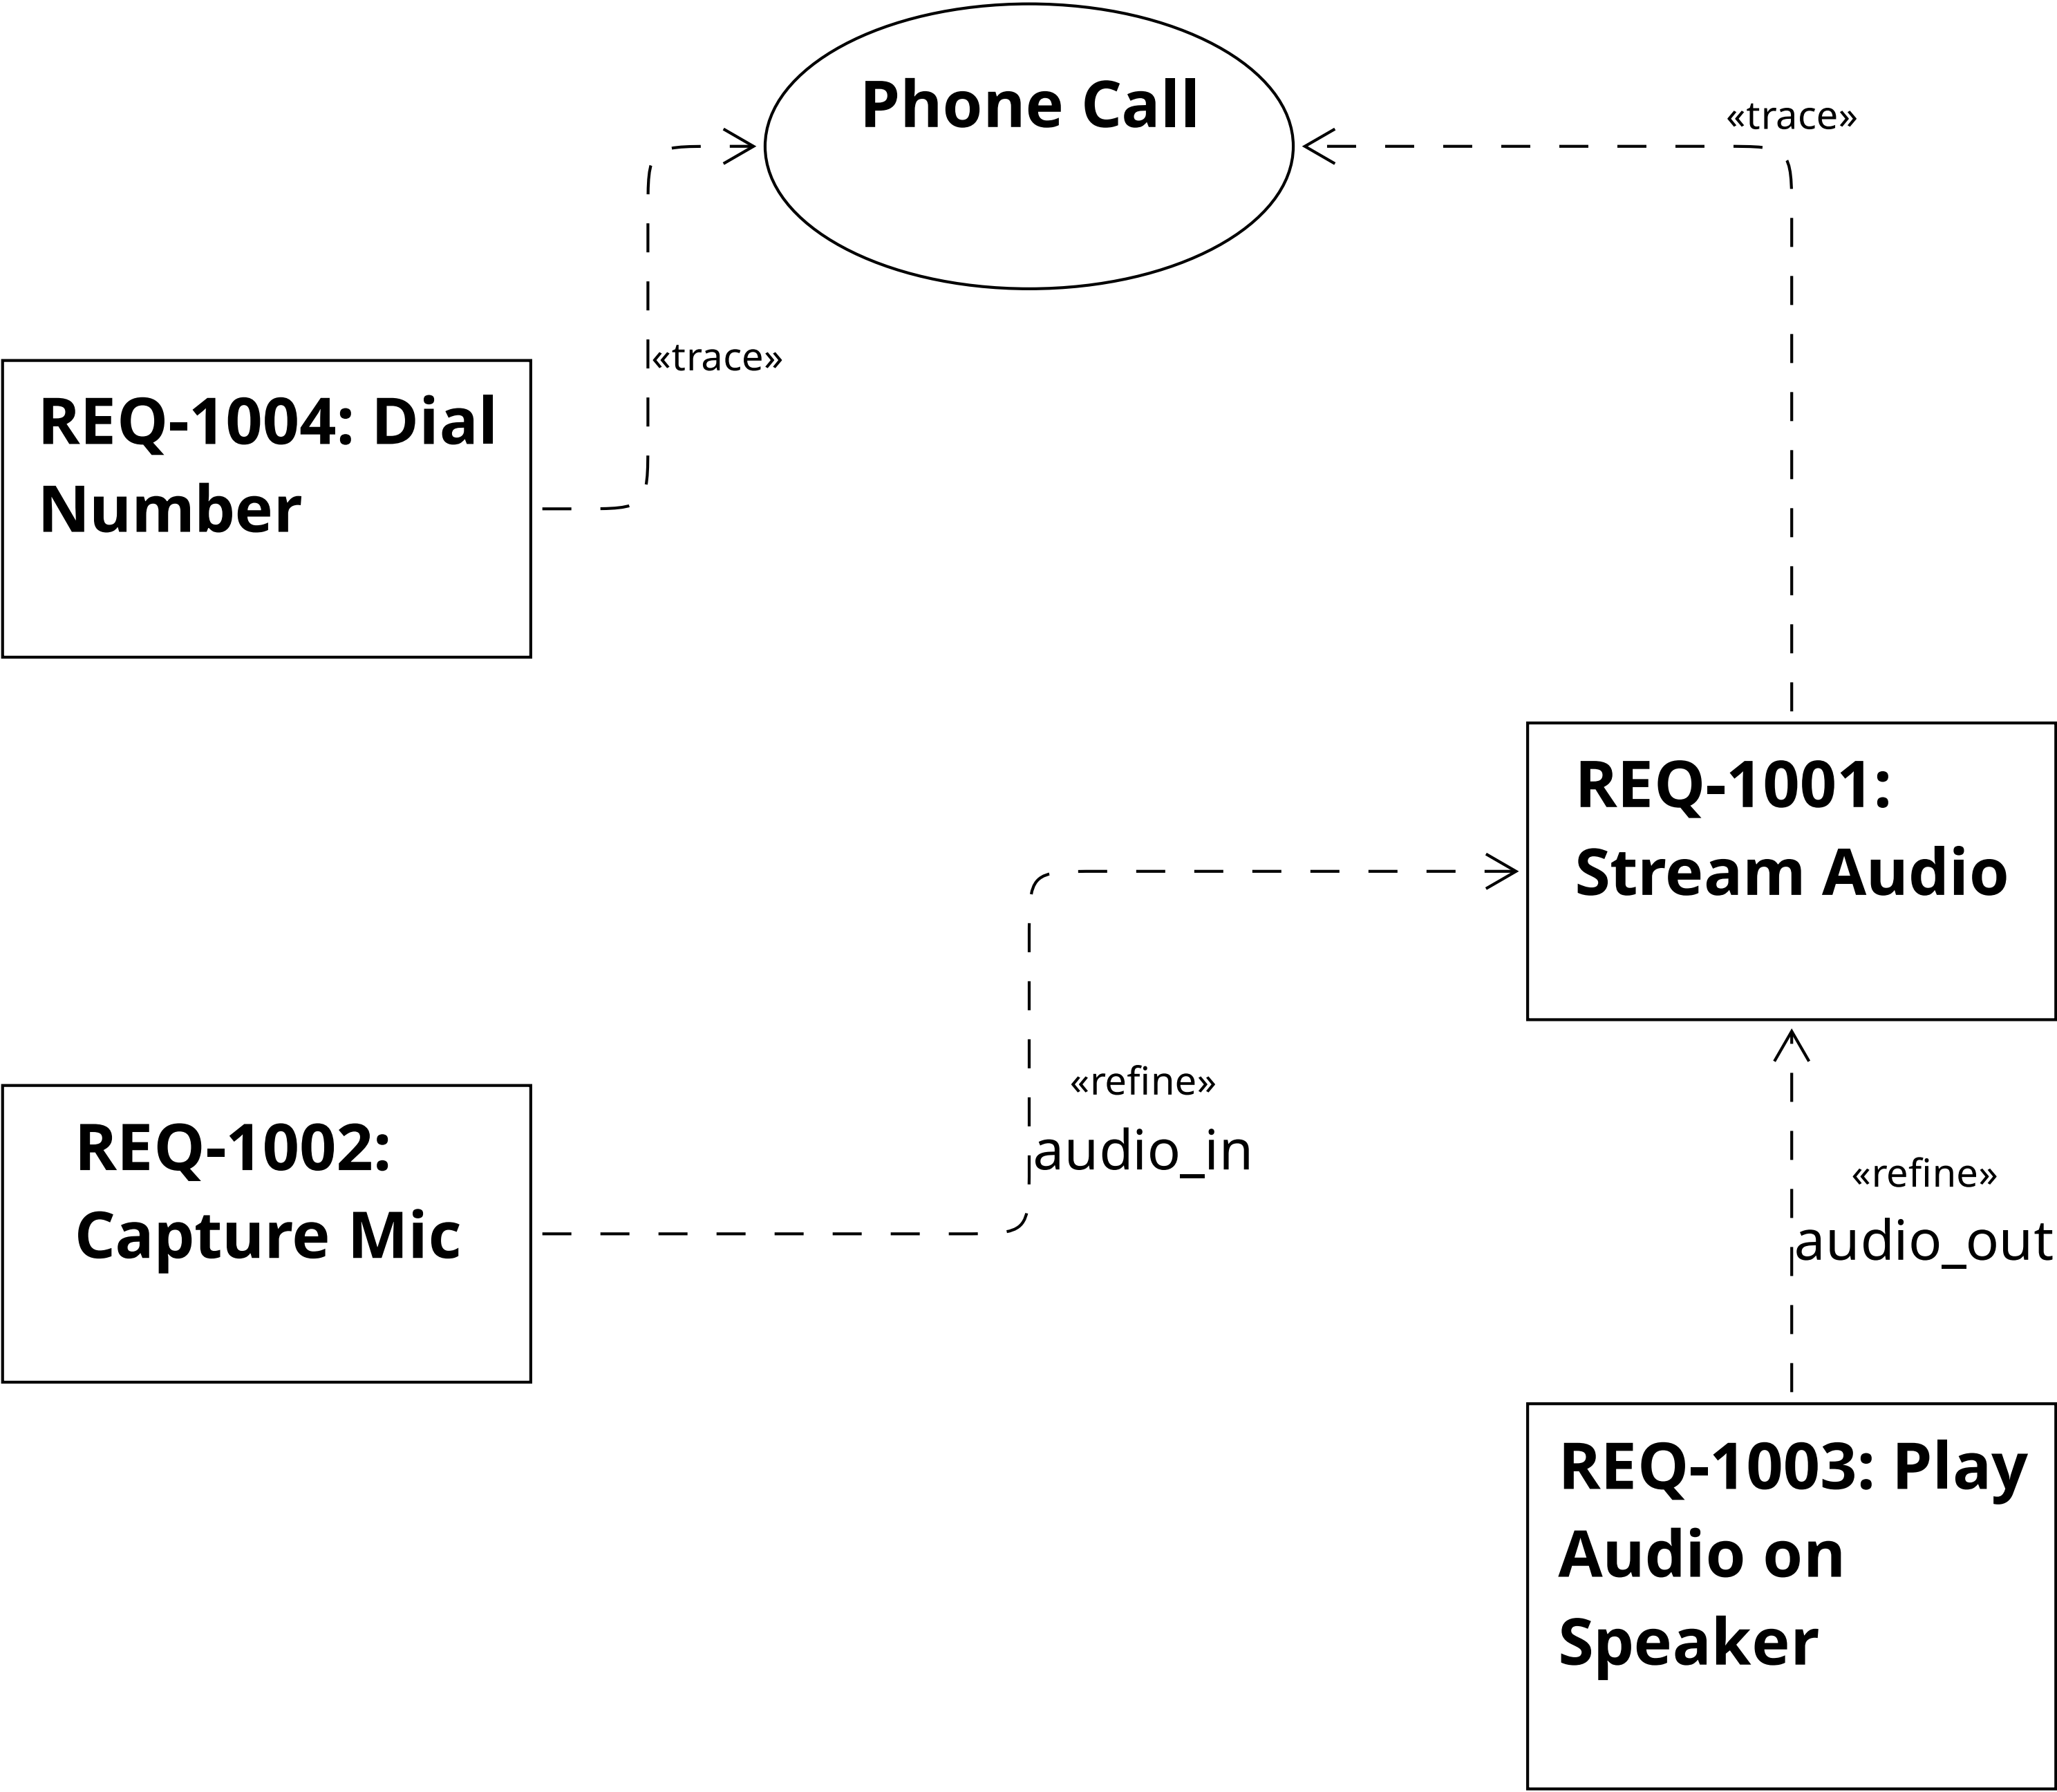 Phone Call
«trace»
«trace»
REQ-1004: Dial
Number
REQ-1001:
Stream Audio
«refine»
audio_in
REQ-1002:
Capture Mic
«refine»
audio_out
REQ-1003: Play
Audio on
Speaker